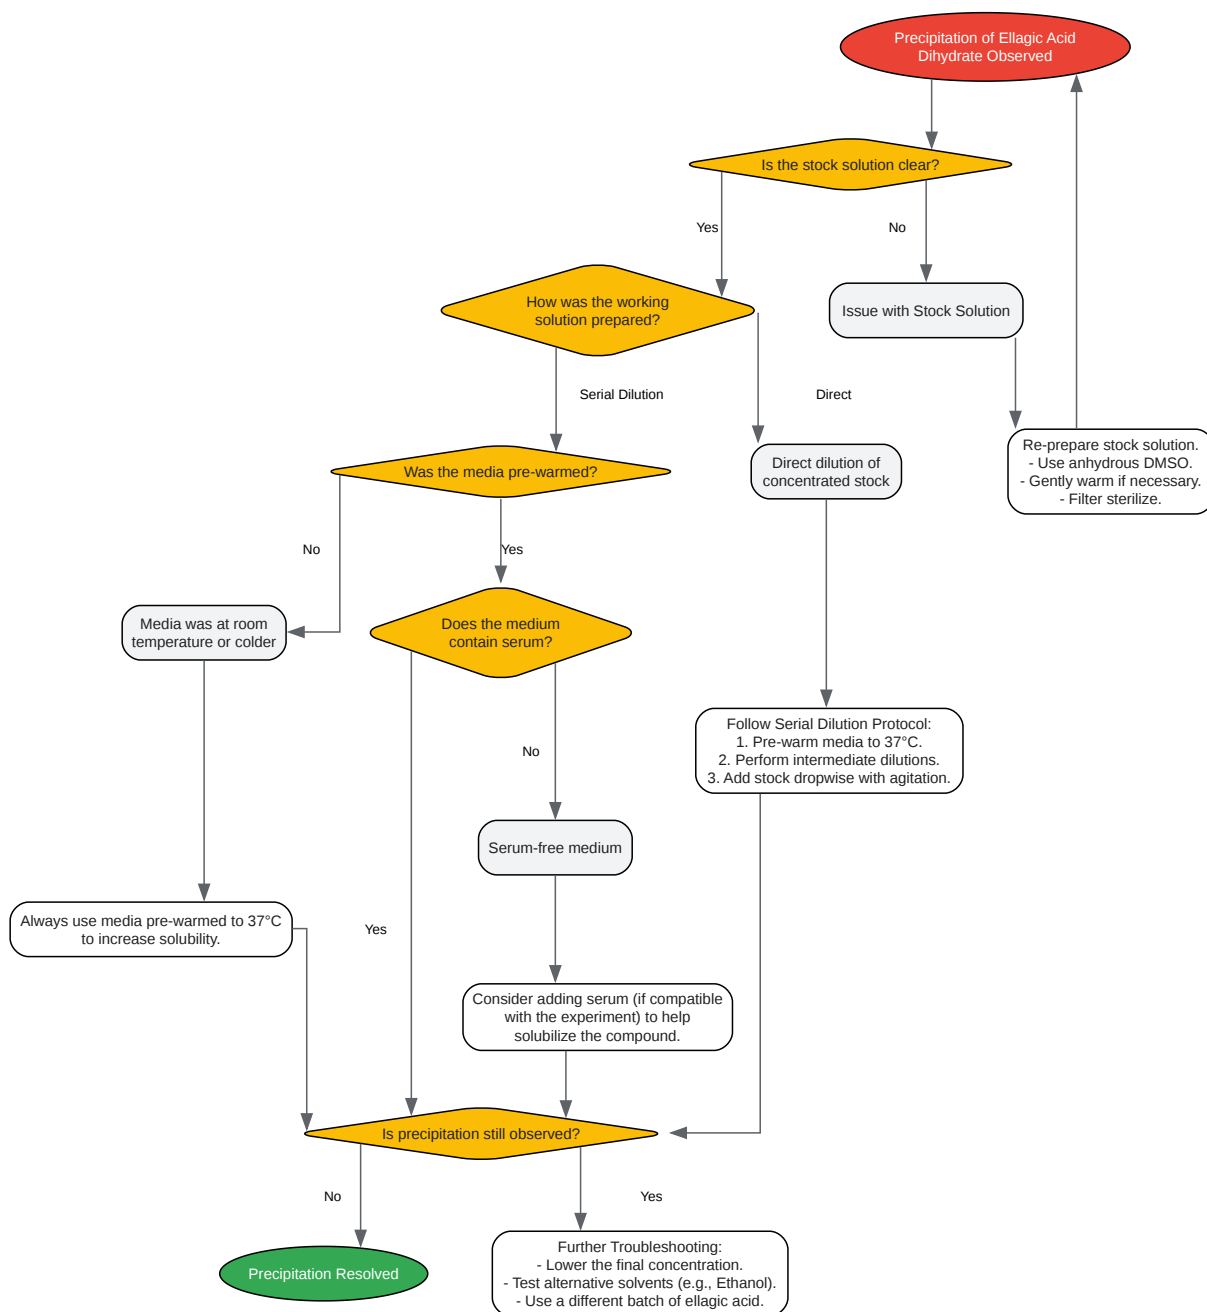 Precipitation of Ellagic Acid
Dihydrate Observed
Is the stock solution clear?
Yes
No
How was the working
solution prepared?
Issue with Stock Solution
Serial Dilution
Direct
Re-prepare stock solution.
- Use anhydrous DMSO.
- Gently warm if necessary.
- Filter sterilize.
Was the media pre-warmed?
Direct dilution of
concentrated stock
No
Yes
Media was at room
temperature or colder
Does the medium
contain serum?
No
Follow Serial Dilution Protocol:
1. Pre-warm media to 37°C.
2. Perform intermediate dilutions.
3. Add stock dropwise with agitation.
Serum-free medium
Always use media pre-warmed to 37°C
to increase solubility.
Yes
Consider adding serum (if compatible
with the experiment) to help
solubilize the compound.
Is precipitation still observed?
No
Yes
Precipitation Resolved
Further Troubleshooting:
- Lower the final concentration.
- Test alternative solvents (e.g., Ethanol).
- Use a different batch of ellagic acid.